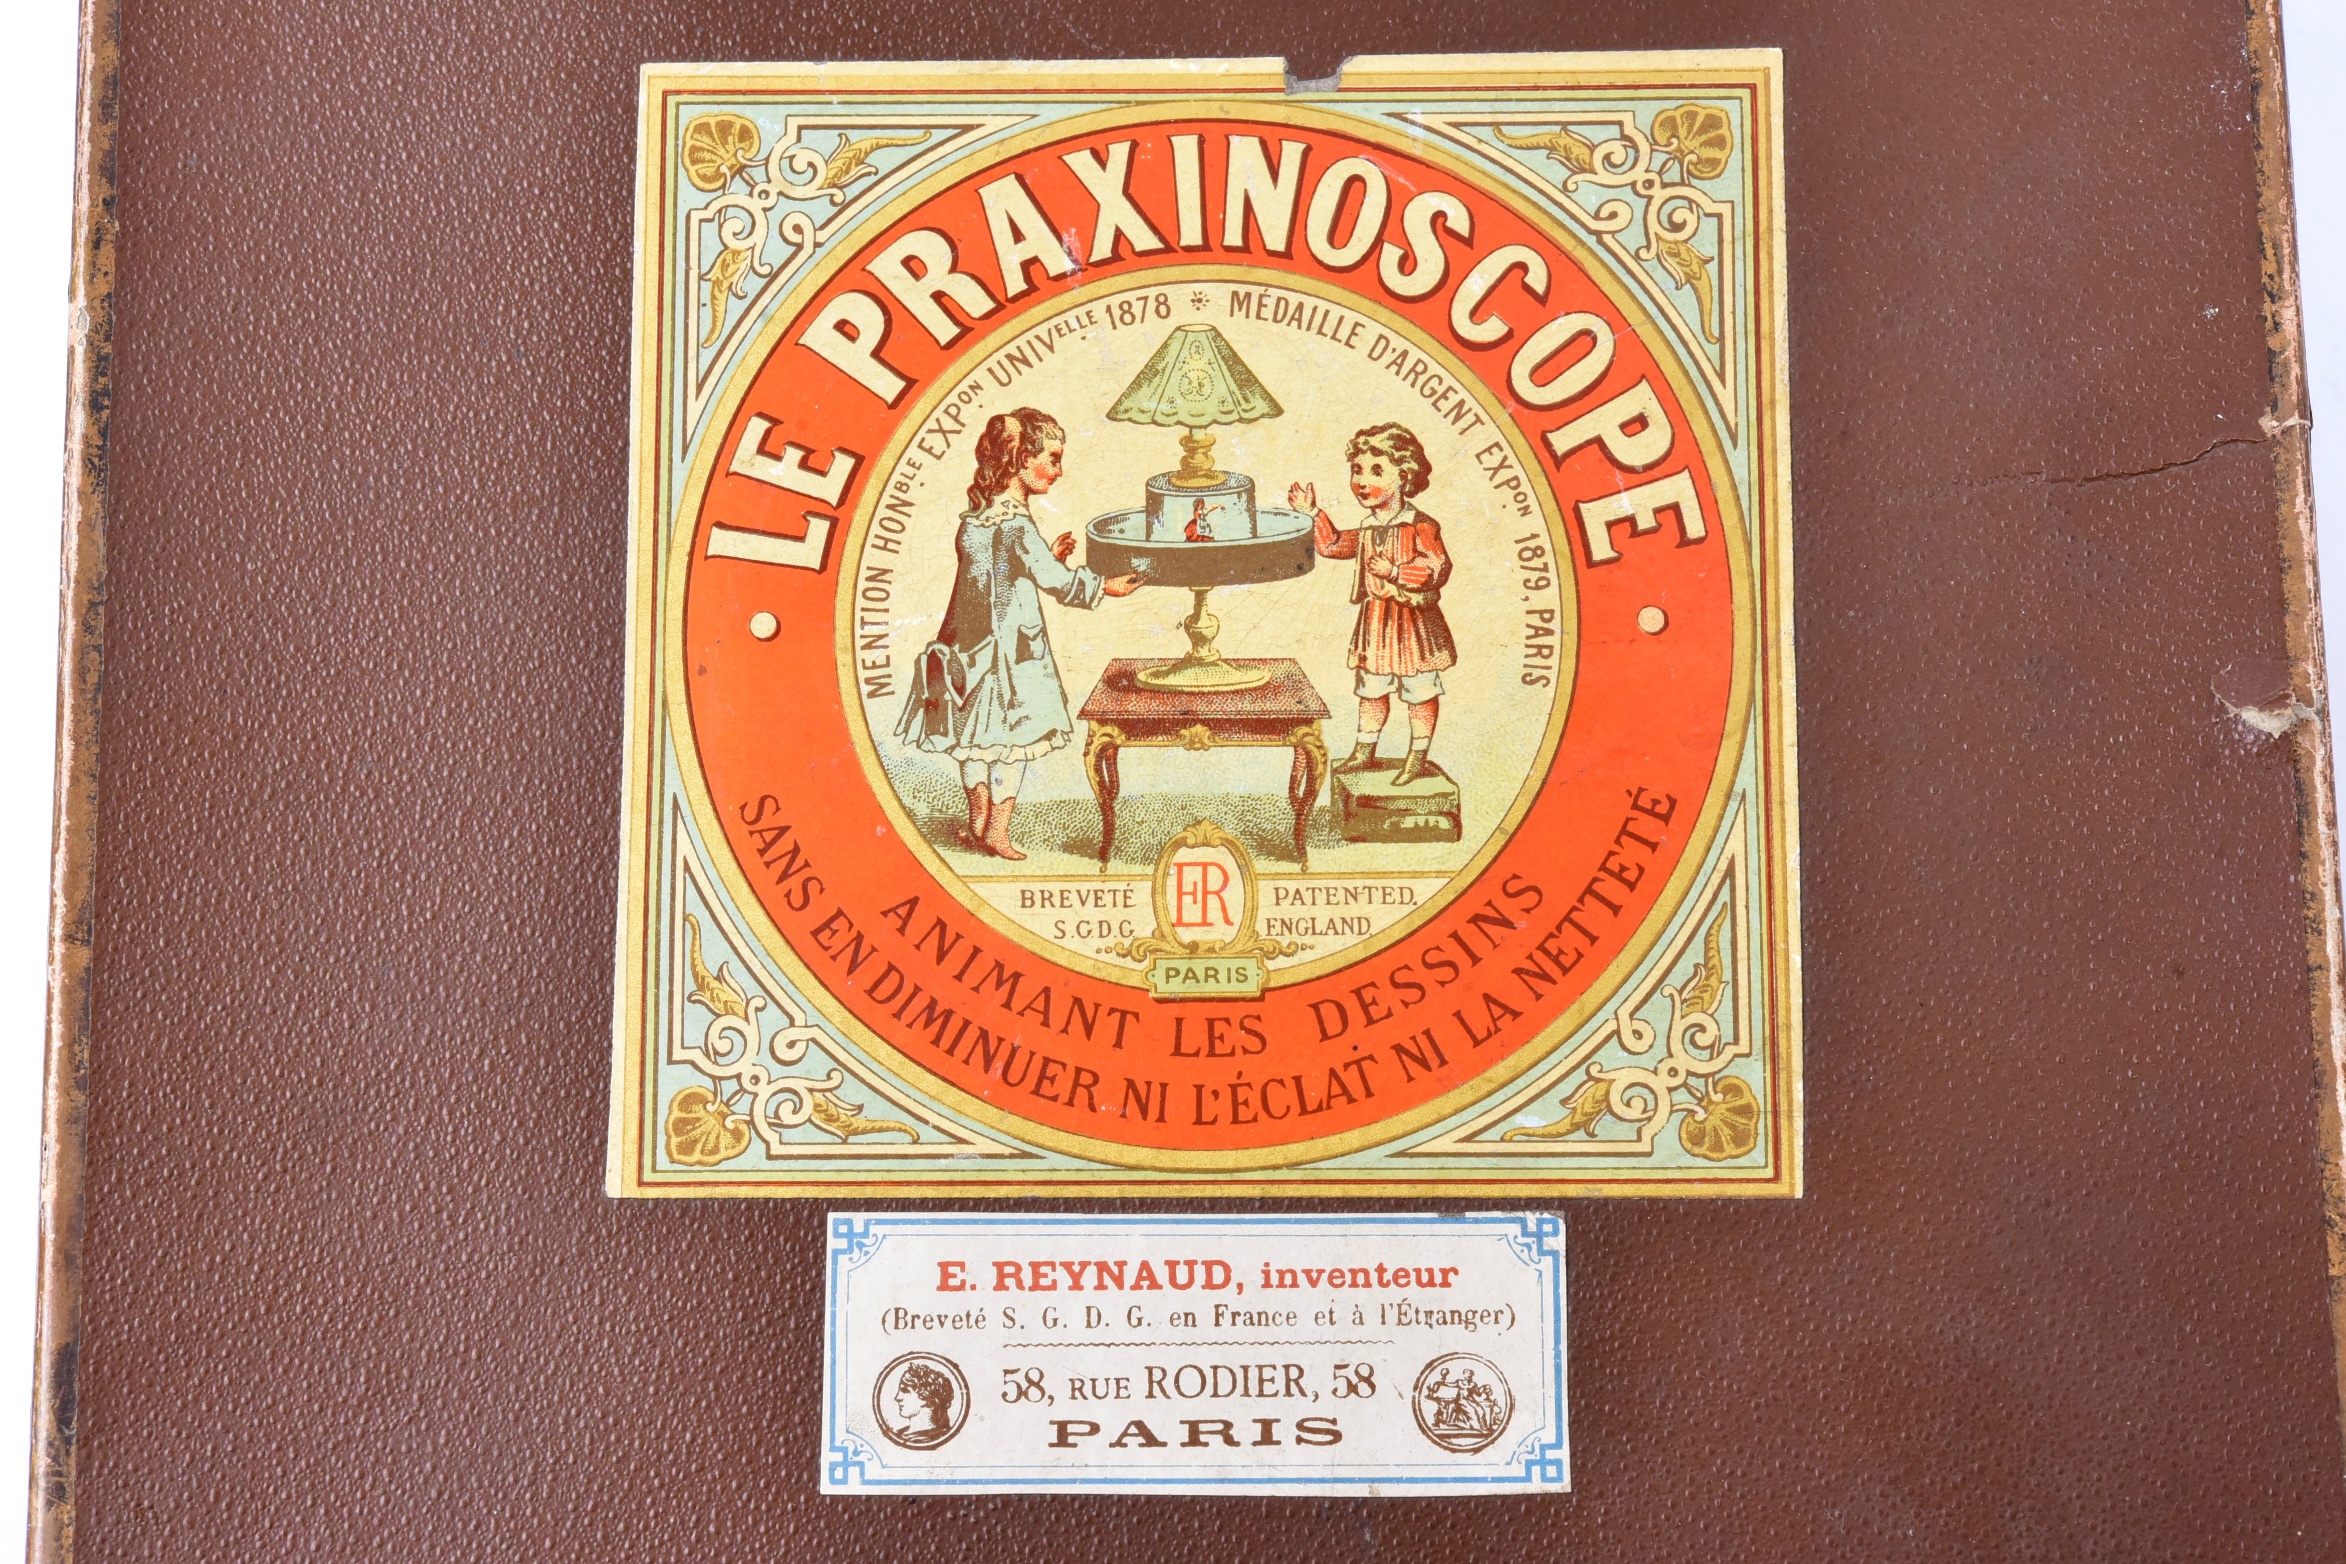 LE PRAXINOSCOPE
MENTION HONBLE EXPON. UNIVELLE 1878 * MÉDAILLE D'ARGENT EXPON 1879, PARIS
BREVETÉ
S.G.D.G.
ER
PATENTED.
ENGLAND.
PARIS
ANIMANT LES DESSINS
SANS EN DIMINUER NI L'ÉCLAT NI LA NETTETÉ
E. REYNAUD, inventeur
(Breveté S. G. D. G. en France et à l'Étranger)
58, RUE RODIER, 58
PARIS